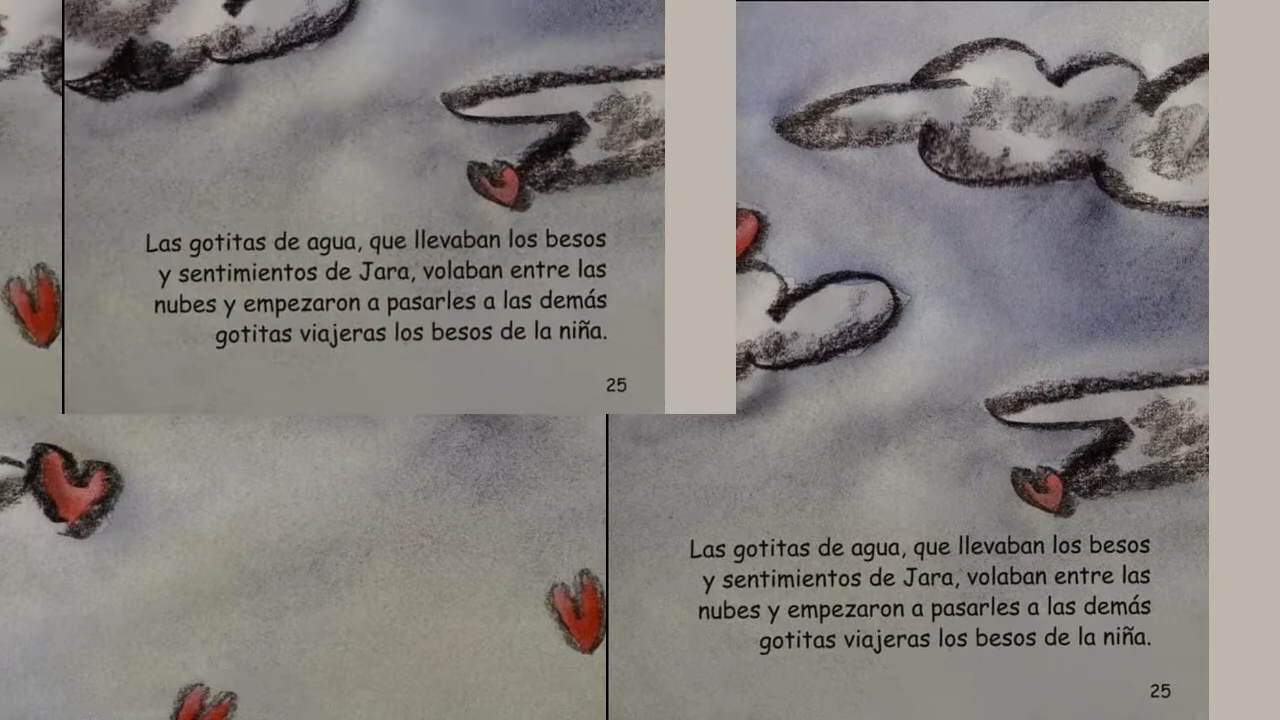 Las gotitas de agua, que llevaban los besos
y sentimientos de Jara, volaban entre las
nubes y empezaron a pasarles a las demás
gotitas viajeras los besos de la niña.
25
Las gotitas de agua, que llevaban los besos
y sentimientos de Jara, volaban entre las
nubes y empezaron a pasarles a las demás
gotitas viajeras los besos de la niña.
25